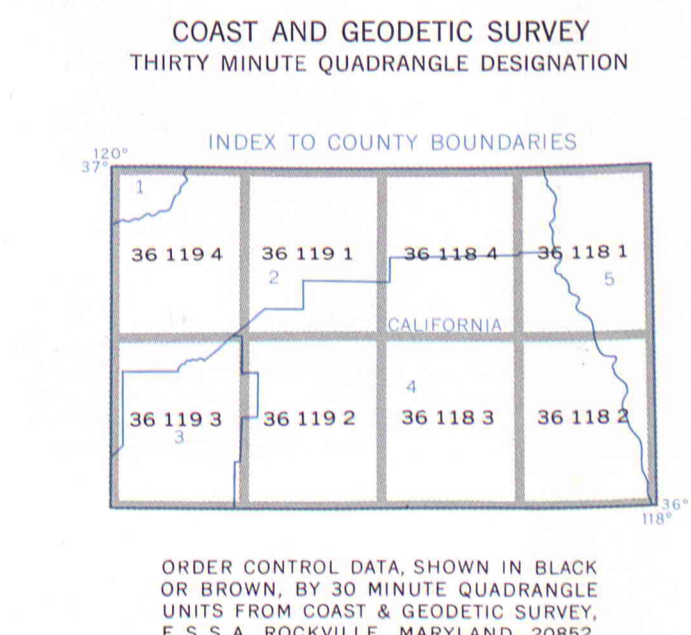 COAST AND GEODETIC SURVEY
THIRTY MINUTE QUADRANGLE DESIGNATION
INDEX TO COUNTY BOUNDARIES
120°
37°
1
36 119 4
36 119 1
36 118 4
36 118 1
2
5
CALIFORNIA
4
36 119 3
36 119 2
36 118 3
36 118 2
3
36°
118°
ORDER CONTROL DATA, SHOWN IN BLACK
OR BROWN, BY 30 MINUTE QUADRANGLE
UNITS FROM COAST & GEODETIC SURVEY,
E.S.S.A. ROCKVILLE, MARYLAND, 20852